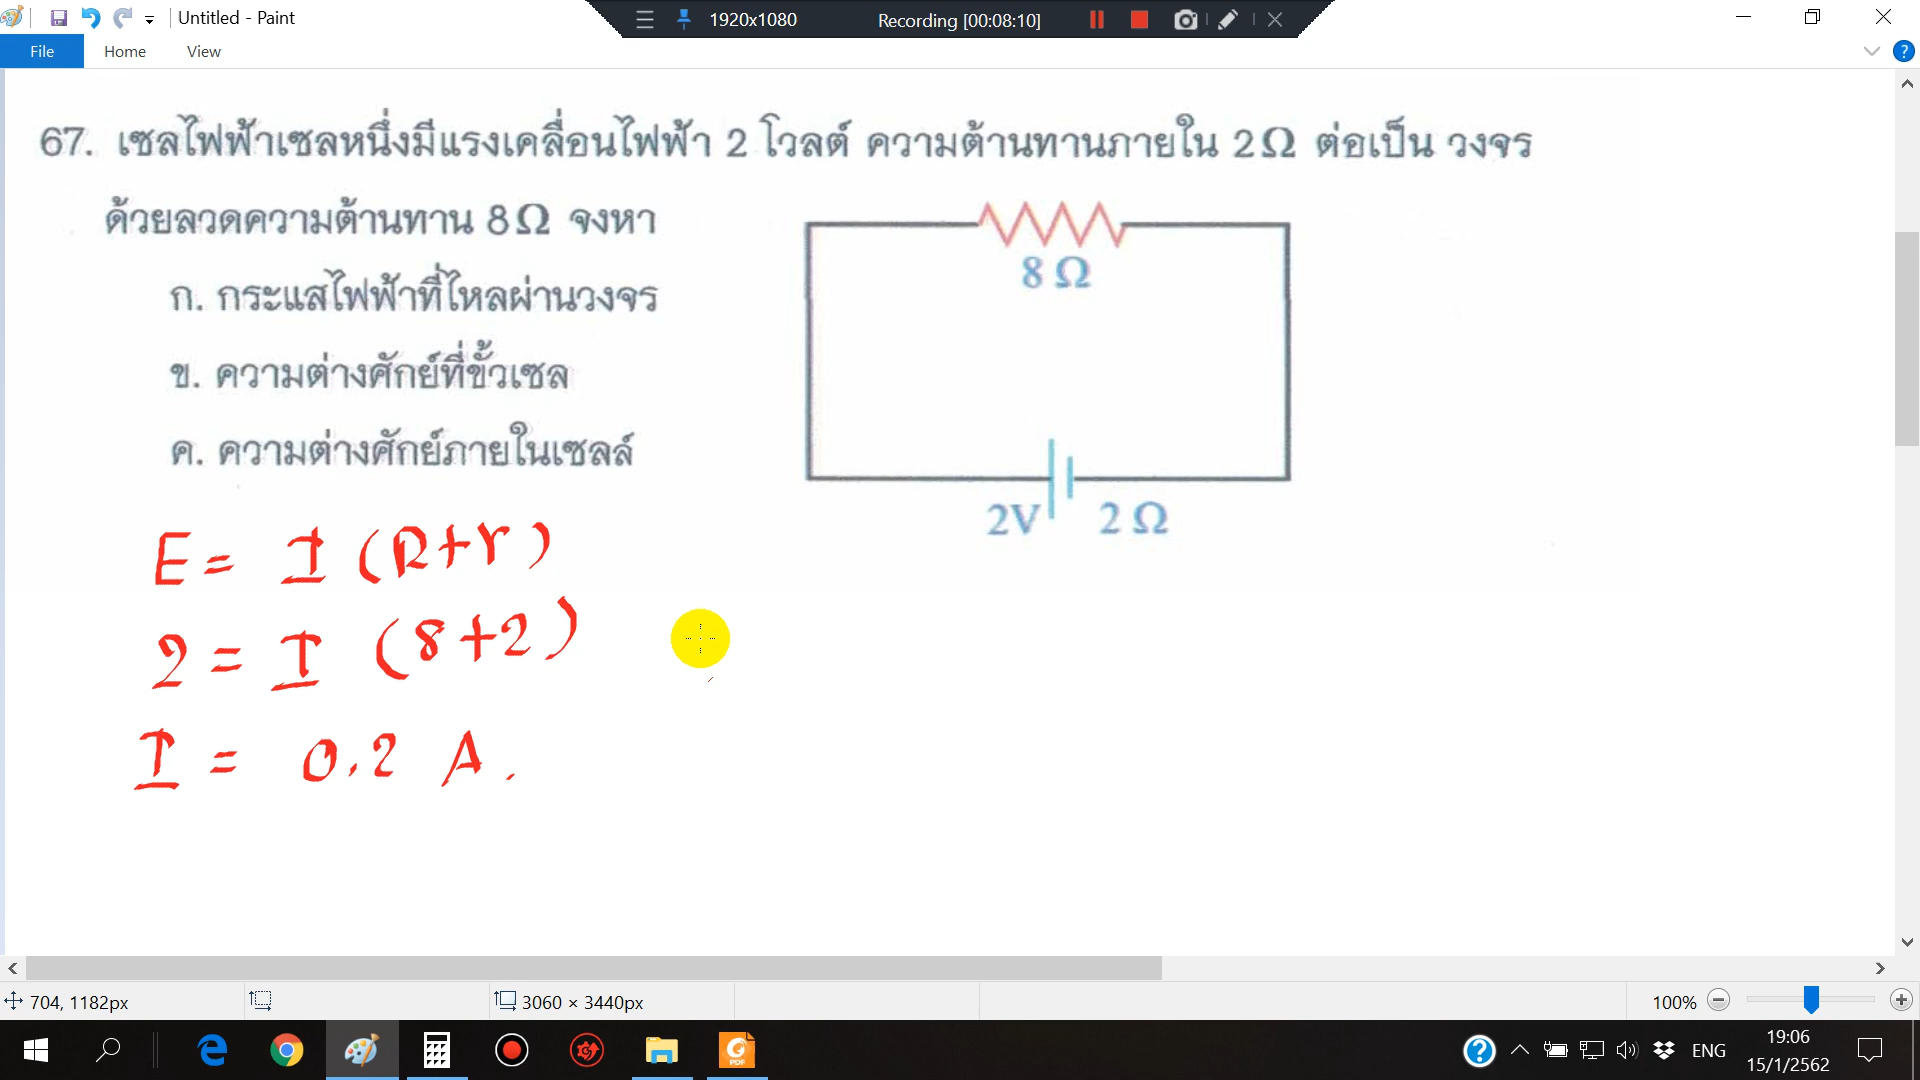 Untitled - Paint
1920x1080
Recording [00:08:10]
File
Home
View
67. เซลไฟฟ้าเซลหนึ่งมีแรงเคลื่อนไฟฟ้า 2 โวลต์ ความต้านทานภายใน 2Ω ต่อเป็น วงจร
ด้วยลวดความต้านทาน 8Ω จงหา
ก. กระแสไฟฟ้าที่ไหลผ่านวงจร
ข. ความต่างศักย์ที่ขั้วเซล
ค. ความต่างศักย์ภายในเซลล์
8 Ω
2V
2 Ω
E = I (R+r)
2 = I (8+2)
I = 0.2 A.
704, 1182px
3060 × 3440px
100%
PDF
ENG
19:06
15/1/2562